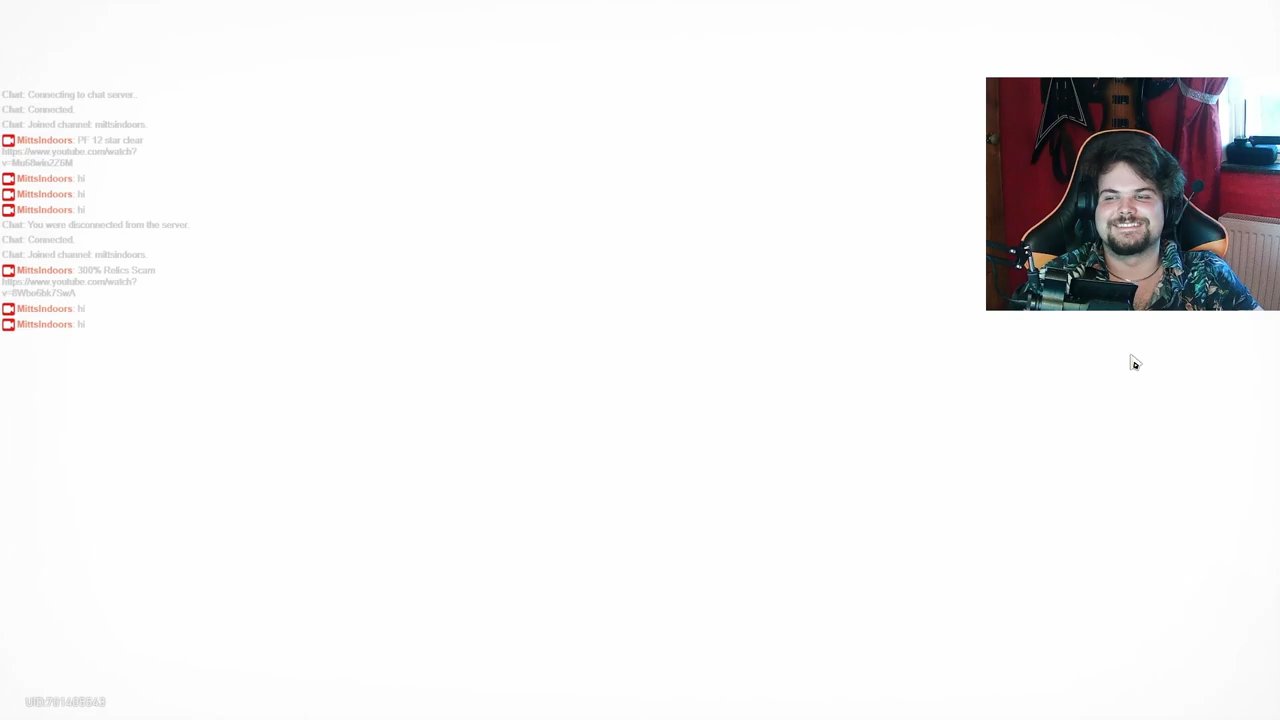 Chat: Connecting to chat server..
Chat: Connected.
Chat: Joined channel: mittsindoors.
MittsIndoors: PF 12 star clear
https://www.youtube.com/watch?
MittsIndoors: hi
MittsIndoors: hi
MittsIndoors: hi
Chat: You were disconnected from the server.
Chat: Connected.
Chat: Joined channel: mittsindoors.
MittsIndoors: 300% Relics Scam
https://www.youtube.com/watch?
MittsIndoors: hi
MittsIndoors: hi